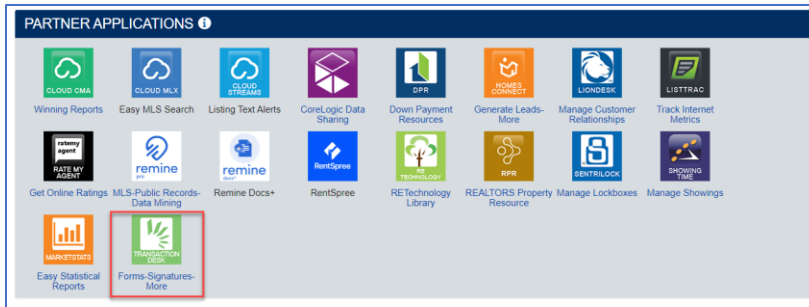 PARTNER APPLICATIONS i
CLOUD CMA
CLOUD MLX
CLOUD
STREAMS
DPR
HOMES
CONNECT
LIONDESK
LISTTRAC
Winning Reports
Easy MLS Search
Listing Text Alerts
CoreLogic Data
Sharing
Down Payment
Resources
Generate Leads-
More
Manage Customer
Relationships
Track Internet
Metrics
ratemy
agent
RATE MY
AGENT
remine
pro
remine
docs+
RentSpree
RE
TECHNOLOGY
RPR
SENTRILOCK
SHOWING
TIME
Get Online Ratings
MLS-Public Records-
Data Mining
Remine Docs+
RentSpree
RETechnology
Library
REALTORS Property
Resource
Manage Lockboxes
Manage Showings
MARKETSTATS
TRANSACTION
DESK
Easy Statistical
Reports
Forms-Signatures-
More